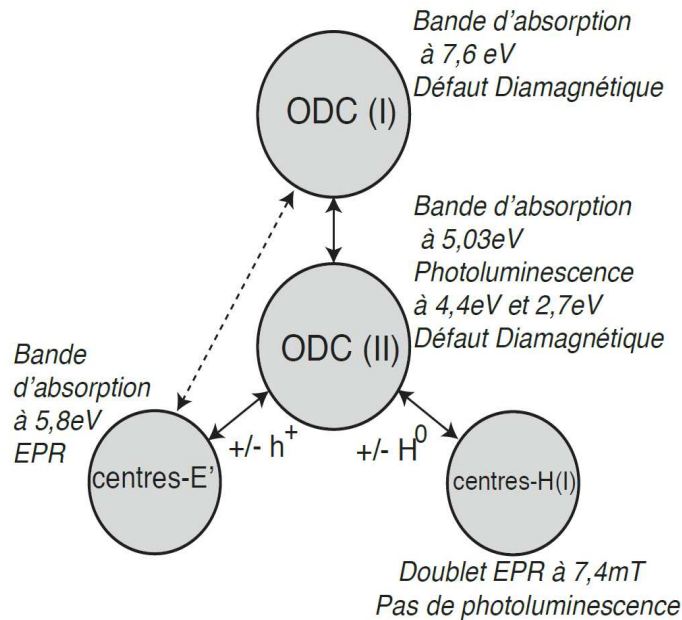 Bande d'absorption
à 7,6 eV
Défaut Diamagnétique
ODC (I)
Bande d'absorption
à 5,03eV
Photoluminescence
à 4,4eV et 2,7eV
Défaut Diamagnétique
ODC (II)
Bande
d'absorption
à 5,8eV
EPR
+/- h+
+/- H0
centres-E'
centres-H(I)
Doublet EPR à 7,4mT
Pas de photoluminescence